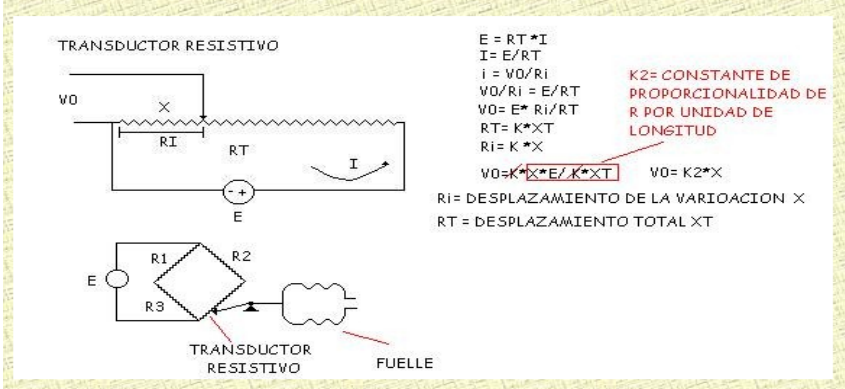 TRANSDUCTOR RESISTIVO
V0
X
RI
RT
I
- +
E
E = RT *I
I= E/RT
i = V0/Ri
V0/Ri = E/RT
V0= E* Ri/RT
RT= K*XT
Ri= K *X
V0=K*X*E/K*XT
V0= K2*X
K2= CONSTANTE DE
PROPORCIONALIDAD DE
R POR UNIDAD DE
LONGITUD
Ri= DESPLAZAMIENTO DE LA VARIOACION X
RT = DESPLAZAMIENTO TOTAL XT
E
R1
R2
R3
TRANSDUCTOR
RESISTIVO
FUELLE